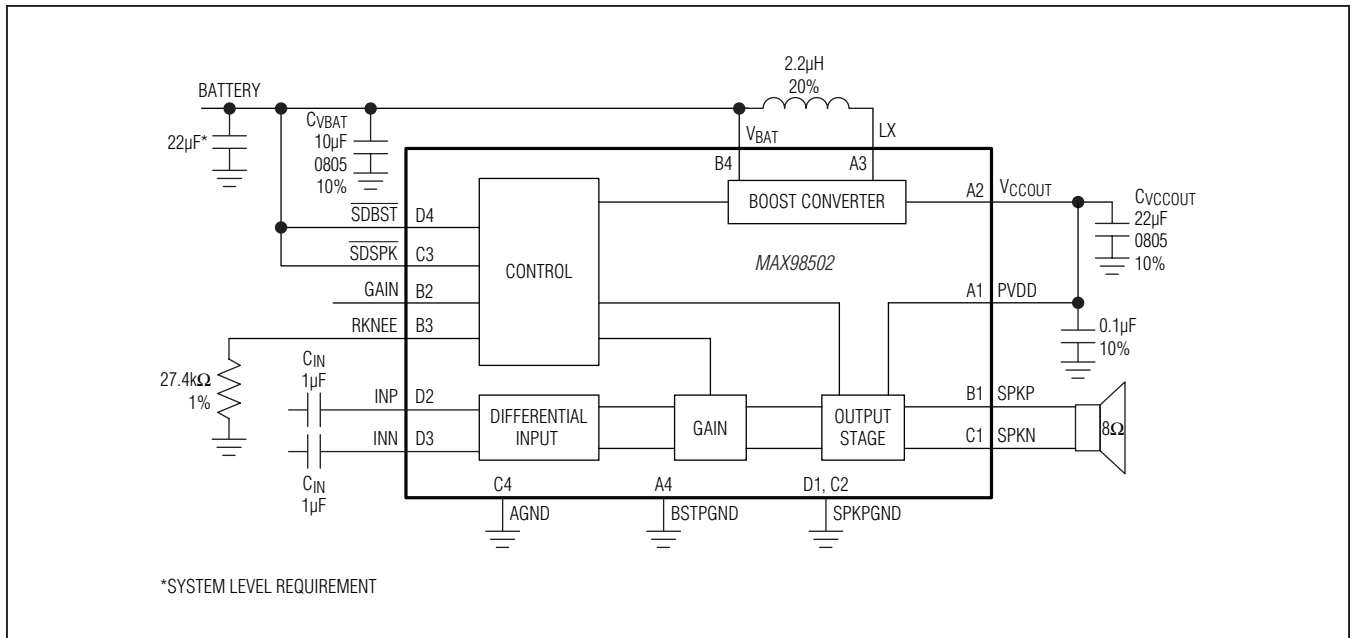 2.2µH
20%
BATTERY
22µF*
CVBAT
10µF
0805
10%
VBAT
LX
B4
A3
BOOST CONVERTER
A2
VCCOUT
CVCCOUT
22µF
0805
10%
SDBST
D4
SDSPK
C3
GAIN
B2
RKNEE
B3
CONTROL
MAX98502
A1
PVDD
0.1µF
10%
27.4kΩ
1%
CIN
1µF
INP
D2
INN
D3
CIN
1µF
DIFFERENTIAL
INPUT
GAIN
OUTPUT
STAGE
B1
SPKP
C1
SPKN
8Ω
C4
AGND
A4
BSTPGND
D1, C2
SPKPGND
*SYSTEM LEVEL REQUIREMENT